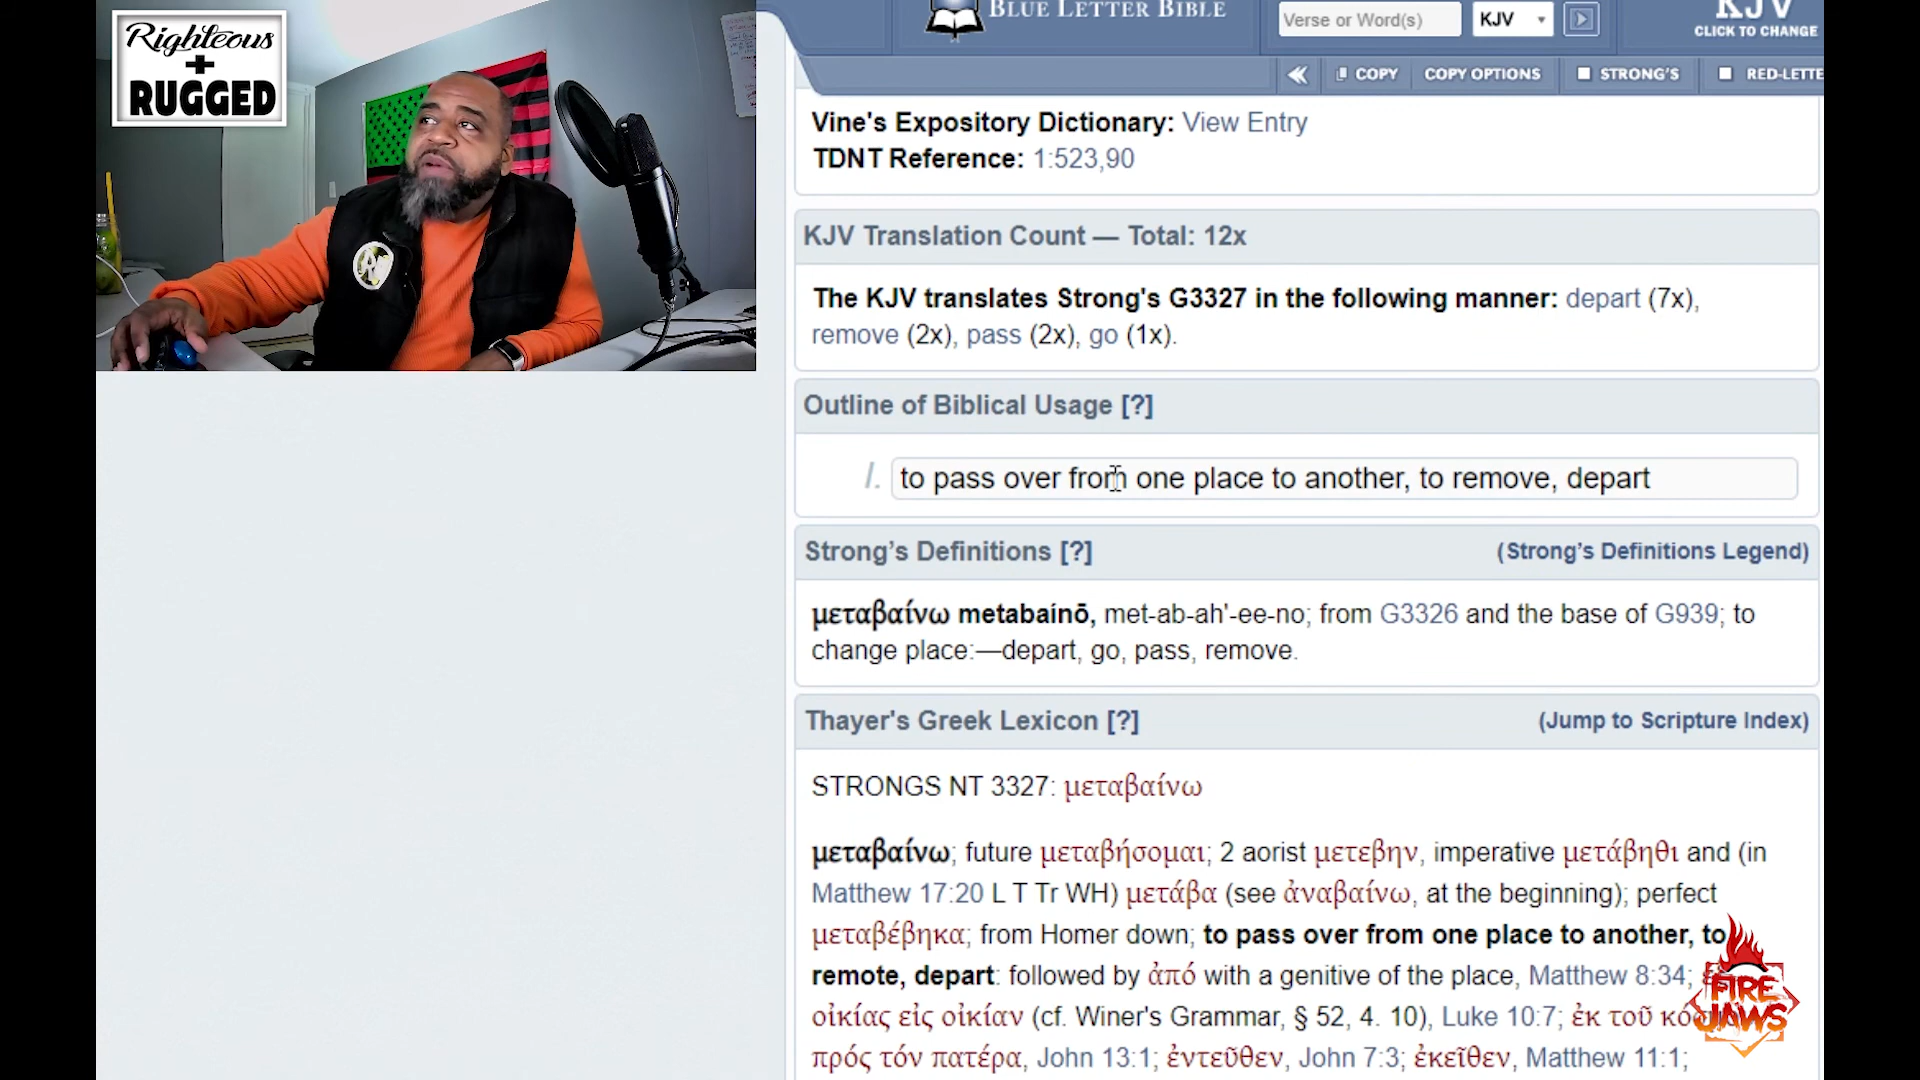 Righteous
+
RUGGED
BLUE LETTER BIBLE
Verse or Word(s)
KJV
KJV
CLICK TO CHANGE
COPY
COPY OPTIONS
STRONG'S
RED-LETTE
Vine's Expository Dictionary: View Entry
TDNT Reference: 1:523,90
KJV Translation Count — Total: 12x
The KJV translates Strong's G3327 in the following manner: depart (7x),
remove (2x), pass (2x), go (1x).
Outline of Biblical Usage [?]
I. to pass over from one place to another, to remove, depart
Strong’s Definitions [?]
(Strong’s Definitions Legend)
μεταβαίνω metabaínō, met-ab-ah'-ee-no; from G3326 and the base of G939; to
change place:—depart, go, pass, remove.
Thayer's Greek Lexicon [?]
(Jump to Scripture Index)
STRONGS NT 3327: μεταβαίνω
μεταβαίνω; future μεταβήσομαι; 2 aorist μετεβην, imperative μετάβηθι and (in
Matthew 17:20 L T Tr WH) μετάβα (see ἀναβαίνω, at the beginning); perfect
μεταβέβηκα; from Homer down; to pass over from one place to another, to
remote, depart: followed by ἀπό with a genitive of the place, Matthew 8:34;
οἰκίας εἰς οἰκίαν (cf. Winer's Grammar, § 52, 4. 10), Luke 10:7; ἐκ τοῦ
πρός τόν πατέρα, John 13:1; ἐντεῦθεν, John 7:3; ἐκεῖθεν, Matthew 11:1;
FIRE
JAWS